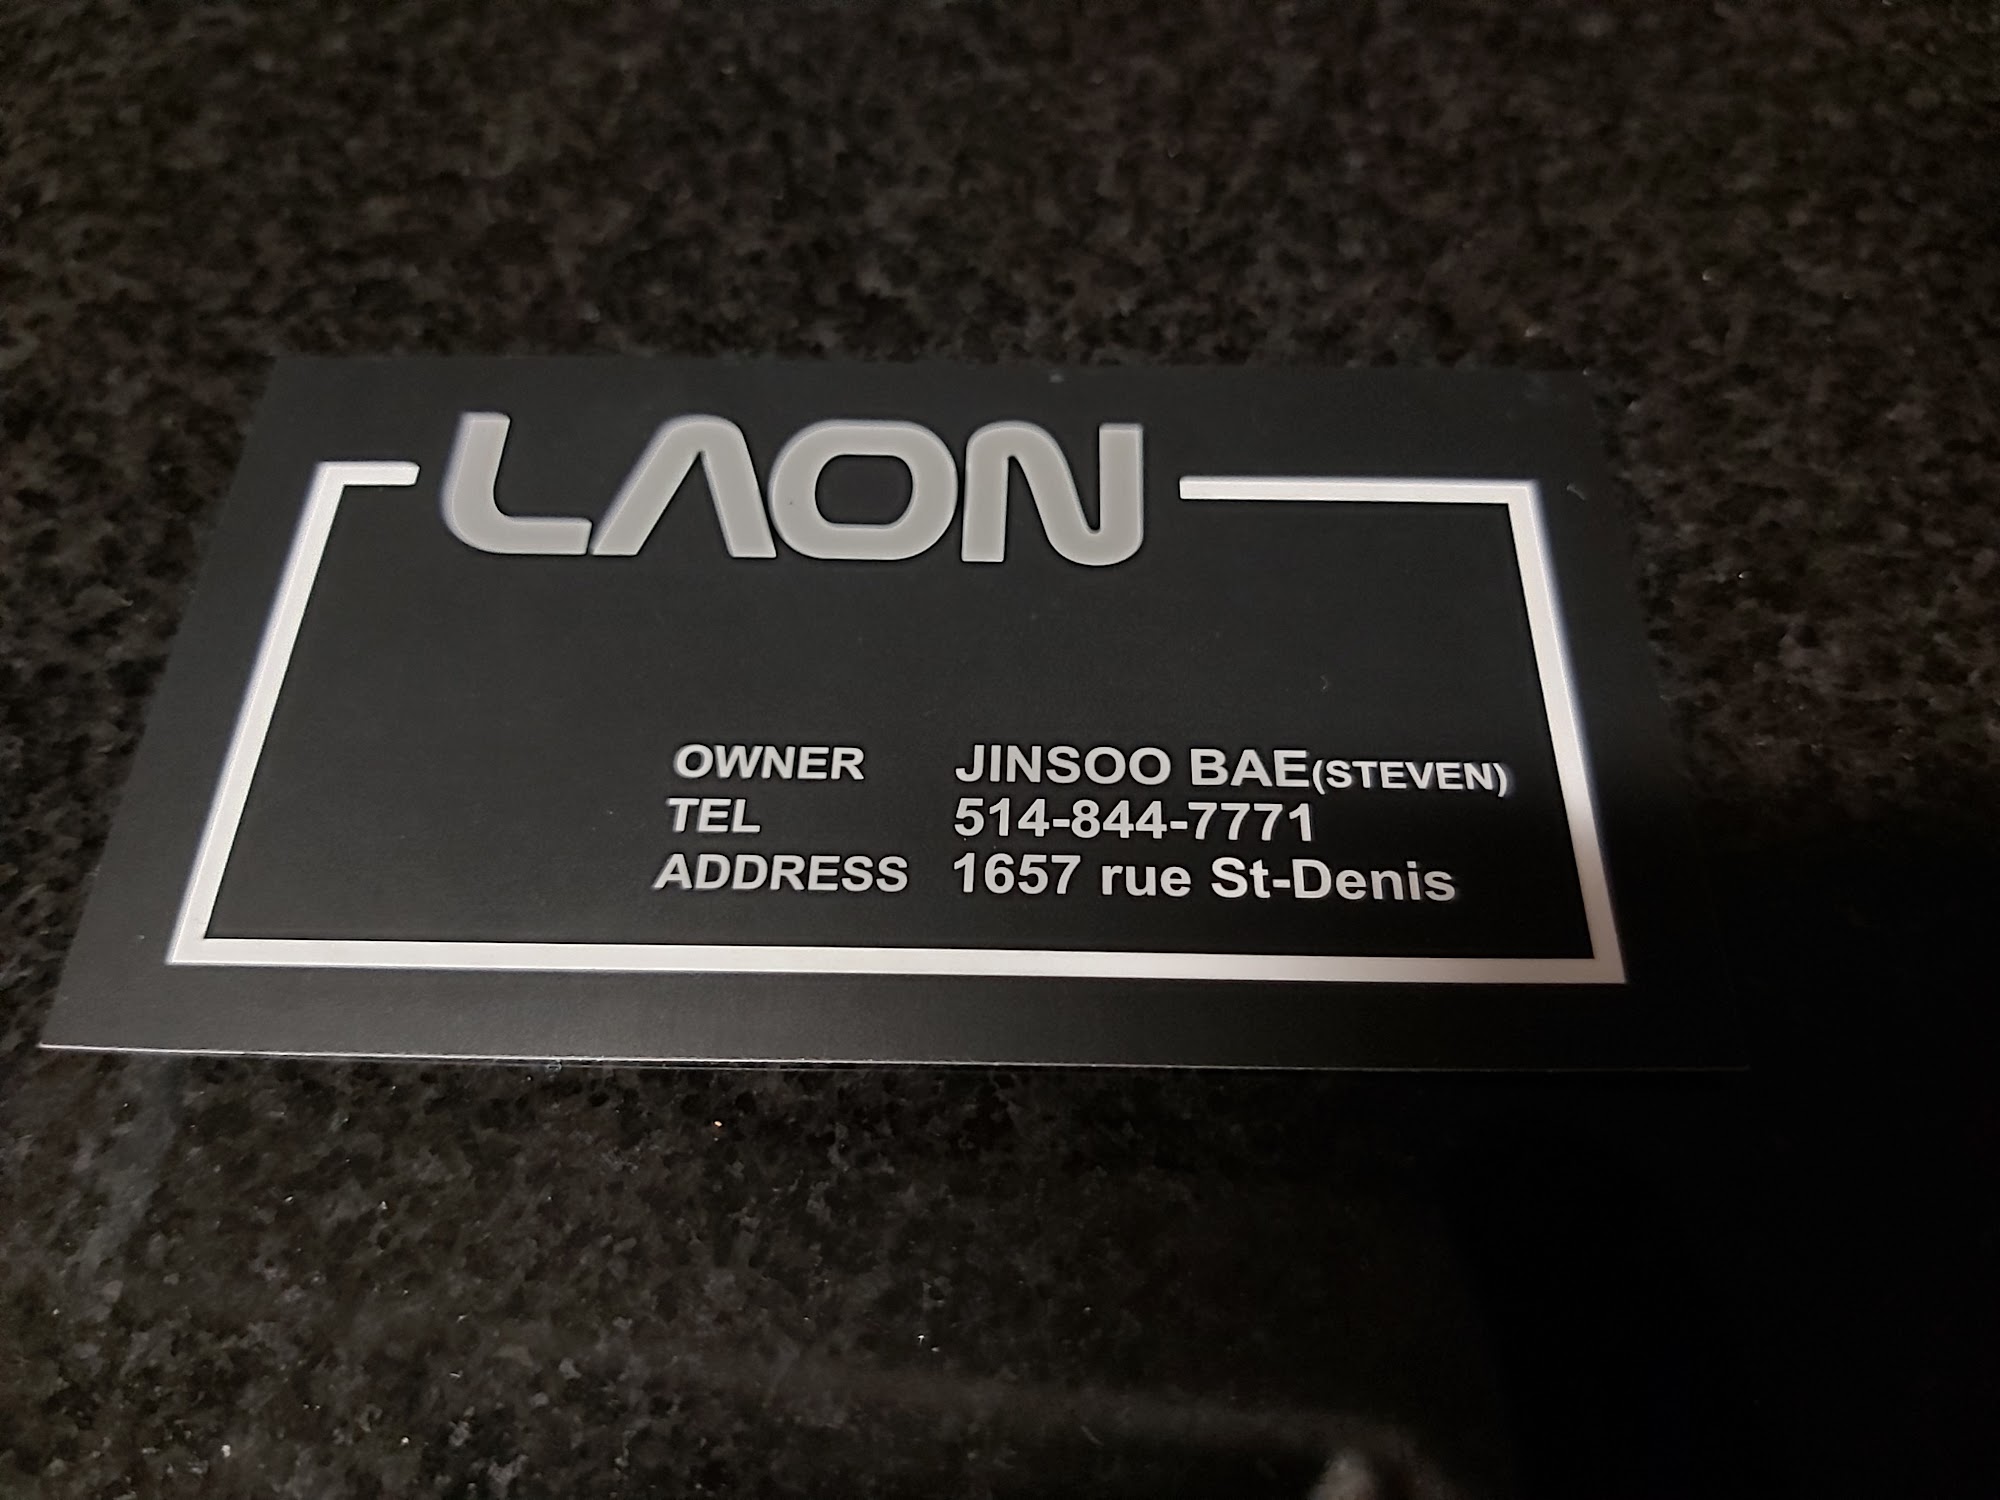 LAON
OWNER JINSOO BAE(STEVEN)
TEL 514-844-7771
ADDRESS 1657 rue St-Denis